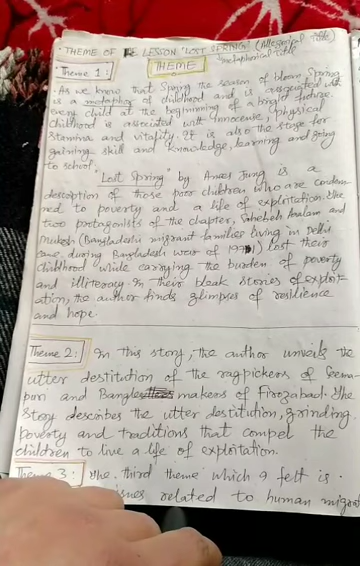 THEME OF LESSON 'LOST SPRING' (Allegorical title
Metaphorical title
THEME
Theme 1:
As we know that Spring the season of bloom. Spring
is a metaphor of childhood and is associated with
every child at the beginning of a bright future.
childhood is associated with Innocense, physical
Stamina and vitality. It is also the stage for
gaining skill and knowledge, learning and going
to school.
'Lost Spring' by Anees Jung is a
description of those poor children who are condem
ned to poverty and a life of exploitation. The
two protagonists of the chapter, Saheb Alam and
Mukesh (Bangladeshi migrant families living in Delhi
during Bangladesh war of 1971) lost their
childhood while carrying the burden of poverty
and illiteracy. In their bleak stories of exploit-
ation, the author finds glimpses of resilience
and hope.
Theme 2: In this story, the author unveils the
utter destitution of the ragpickers of Seema
puri and Bangle makers of Firozabad. The
Story describes the utter destitution, grinding
poverty and traditions that compel the
children to live a life of exploitation.
Theme 3: The third theme which I felt is
related to human migrat